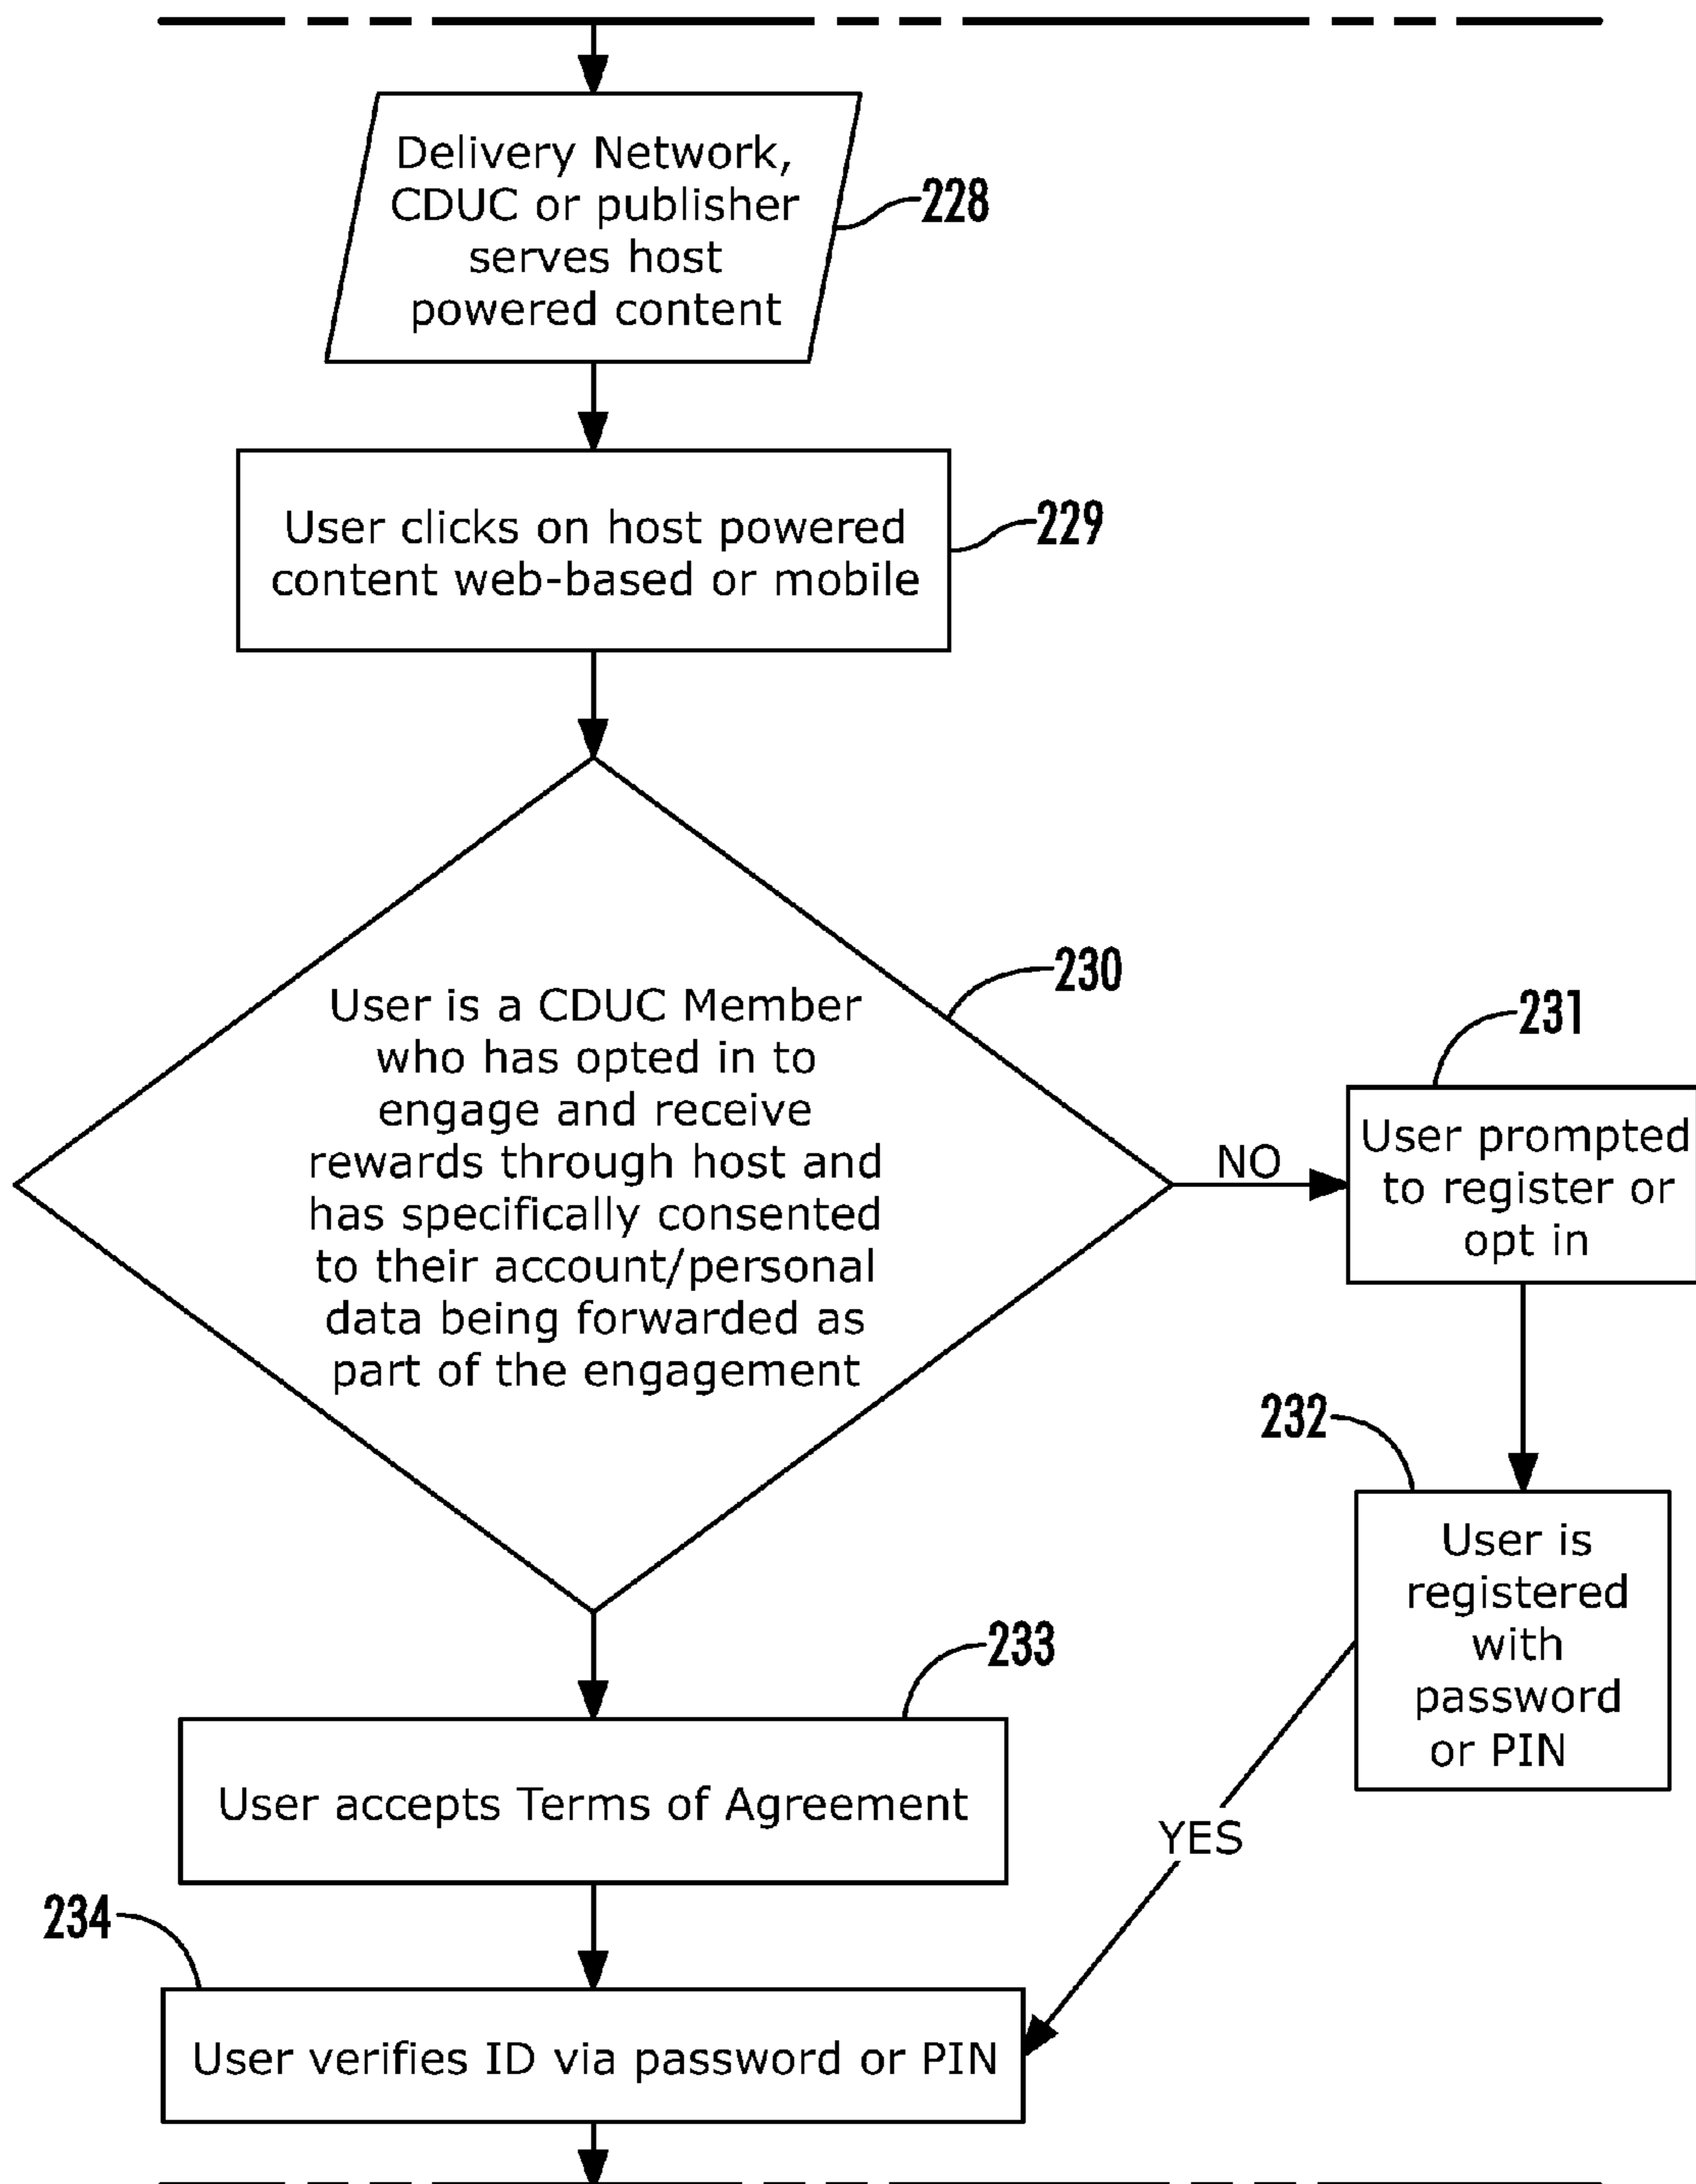 Delivery Network,
CDUC or publisher
serves host
powered content
228
User clicks on host powered
content web-based or mobile
229
User is a CDUC Member
who has opted in to
engage and receive
rewards through host and
has specifically consented
to their account/personal
data being forwarded as
part of the engagement
230
NO
231
User prompted
to register or
opt in
232
User is
registered
with
password
or PIN
YES
233
User accepts Terms of Agreement
234
User verifies ID via password or PIN